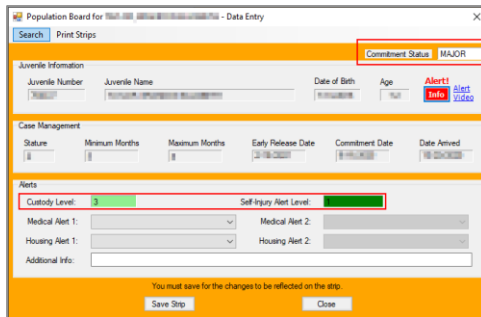 Population Board for - Data Entry
Search Print Strips
Commitment Status MAJOR
Juvenile Information
Juvenile Number Juvenile Name Date of Birth Age Alert!
Info Alert Video
Case Management
Stature Minimum Months Maximum Months Early Release Date Commitment Date Date Arrived
Alerts
Custody Level: 3 Self-Injury Alert Level: 1
Medical Alert 1: Medical Alert 2:
Housing Alert 1: Housing Alert 2:
Additional Info:
You must save for the changes to be reflected on the strip.
Save Strip Close